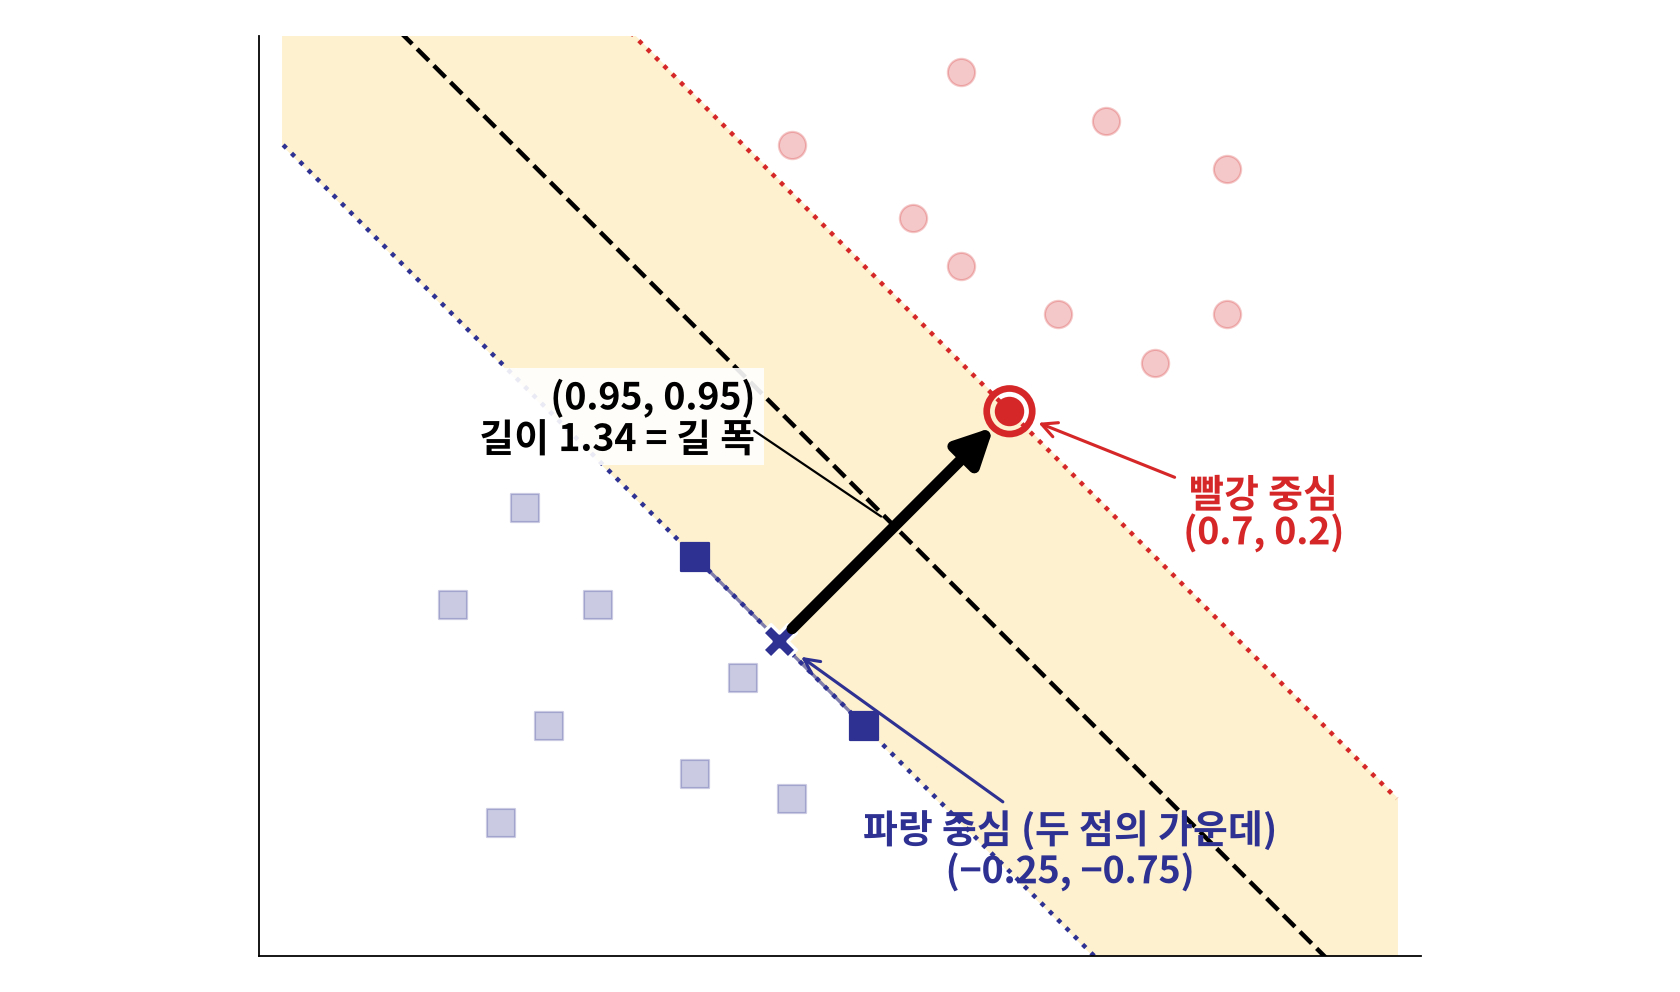 (0.95, 0.95)
길이 1.34 = 길 폭
빨강 중심
(0.7, 0.2)
파랑 중심 (두 점의 가운데)
(−0.25, −0.75)